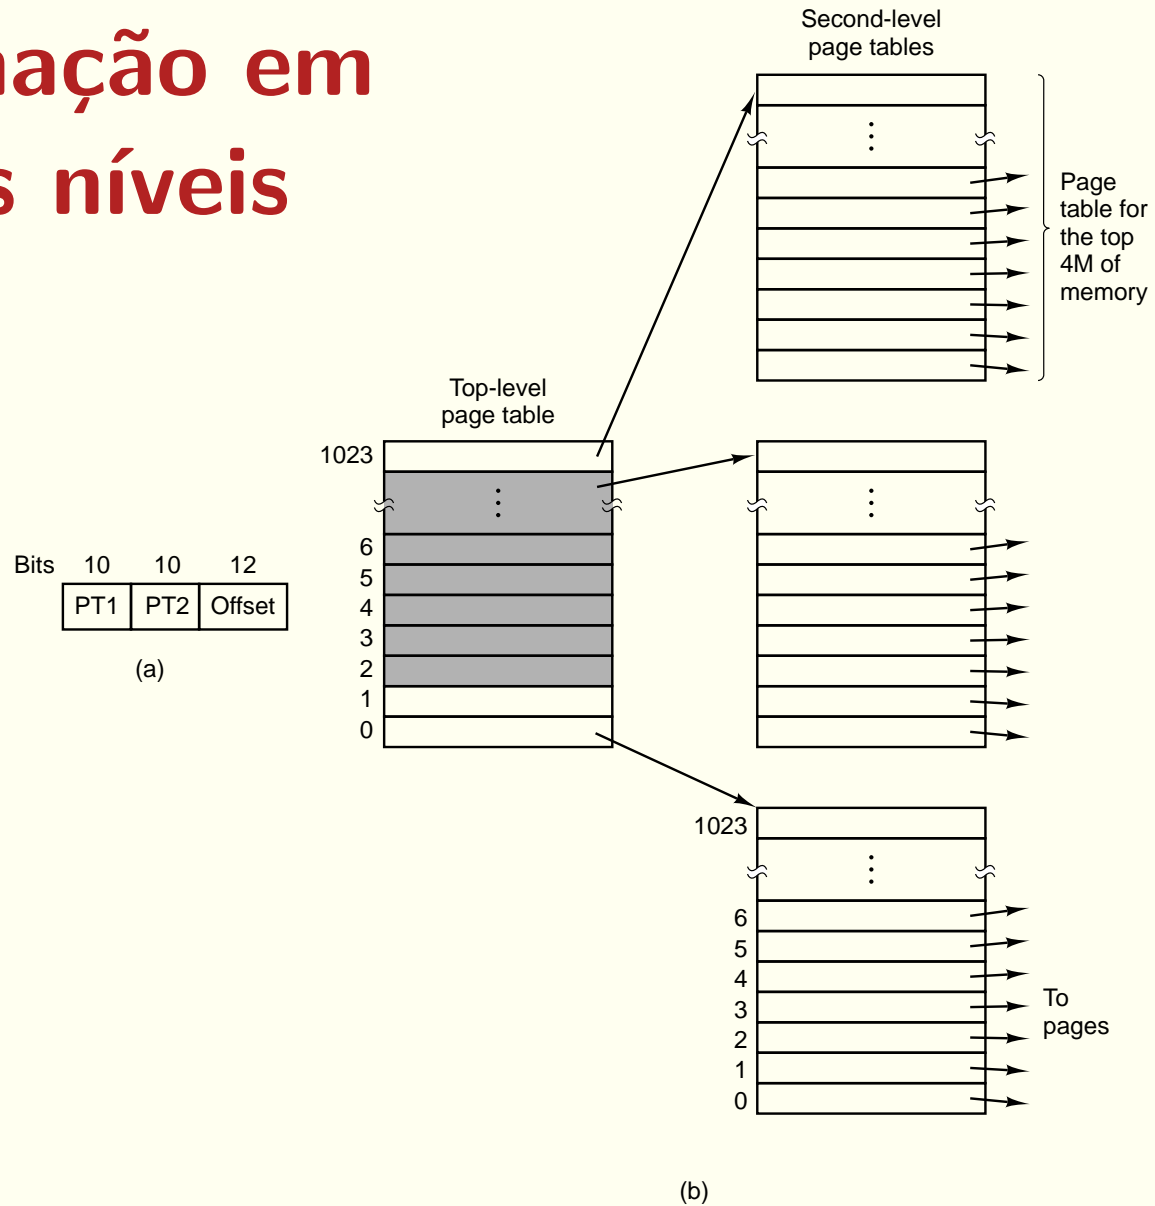 nação em
s níveis
Second-level
page tables
Page
table for
the top
4M of
memory
Top-level
page table
1023
6
5
4
3
2
1
0
Bits 10 10 12
PT1 PT2 Offset
(a)
1023
6
5
4
3
2
1
0
To
pages
(b)